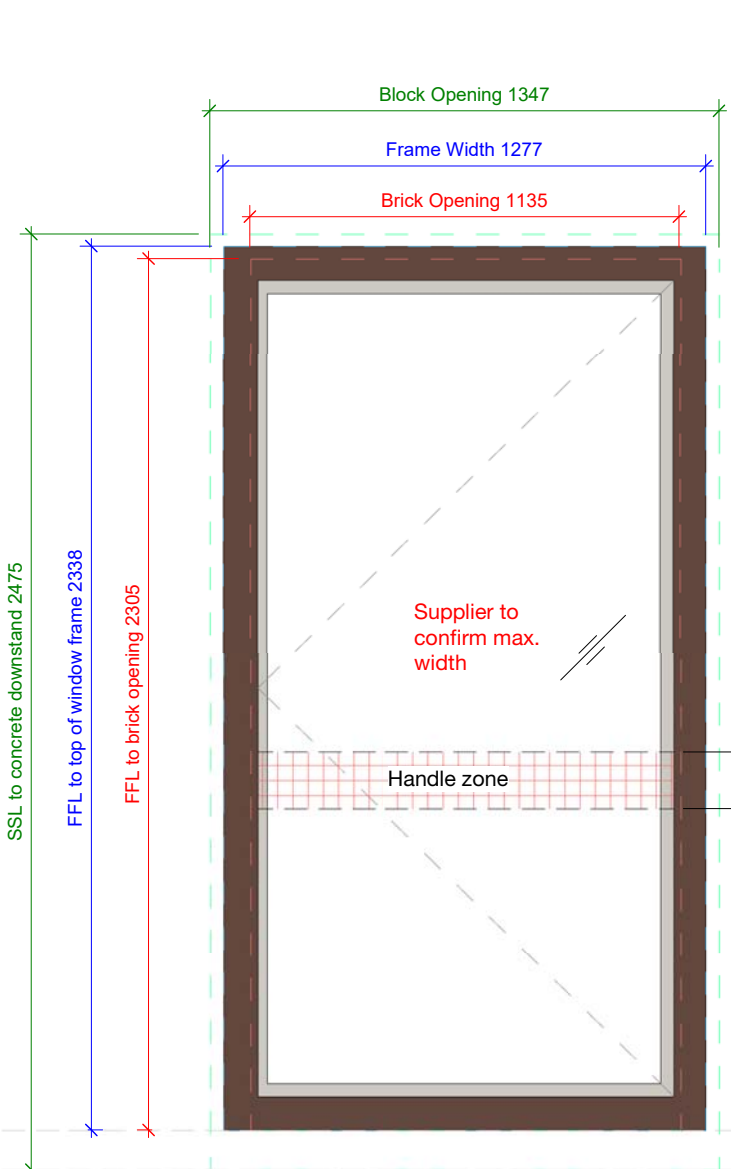 Block Opening 1347
Frame Width 1277
Brick Opening 1135
SSL to concrete downstand 2475
FFL to top of window frame 2338
FFL to brick opening 2305
Supplier to
confirm max.
width
Handle zone